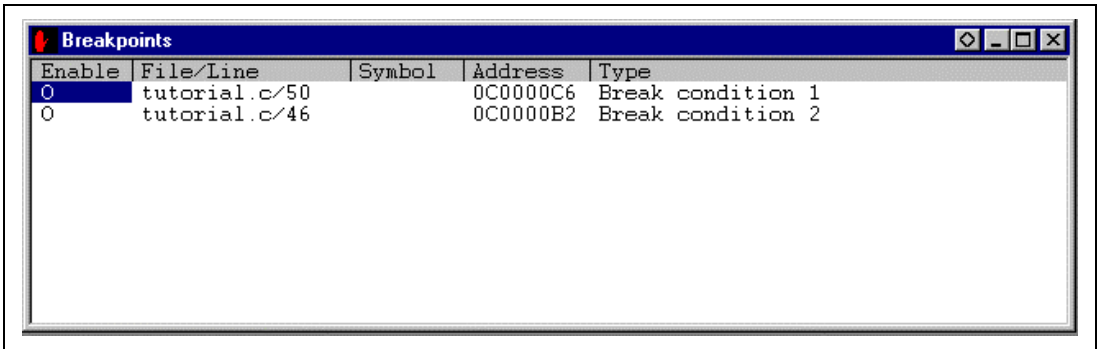 Breakpoints
Enable File/Line Symbol Address Type
O tutorial.c/50 0C0000C6 Break condition 1
O tutorial.c/46 0C0000B2 Break condition 2